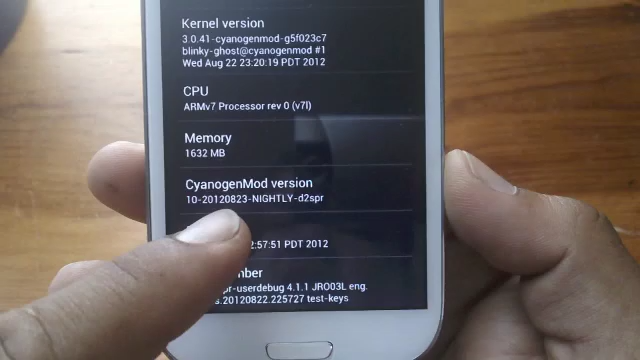 Kernel version
3.0.41-cyanogenmod-g5f023c7
blinky-ghost@cyanogenmod #1
Wed Aug 22 23:20:19 PDT 2012
CPU
ARMv7 Processor rev 0 (v7l)
Memory
1632 MB
CyanogenMod version
10-20120823-NIGHTLY-d2spr
2:57:51 PDT 2012
mber
pr-userdebug 4.1.1 JRO03L eng.
.20120822.225727 test-keys